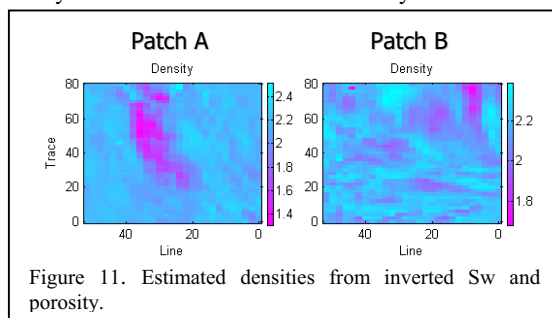 Patch A Patch B
Density Density
80
60
40
20
0
Trace
40 20 0
Line
2.4
2.2
2
1.8
1.6
1.4
80
60
40
20
0
40 20 0
Line
2.2
2
1.8
Figure 11. Estimated densities from inverted Sw and
porosity.